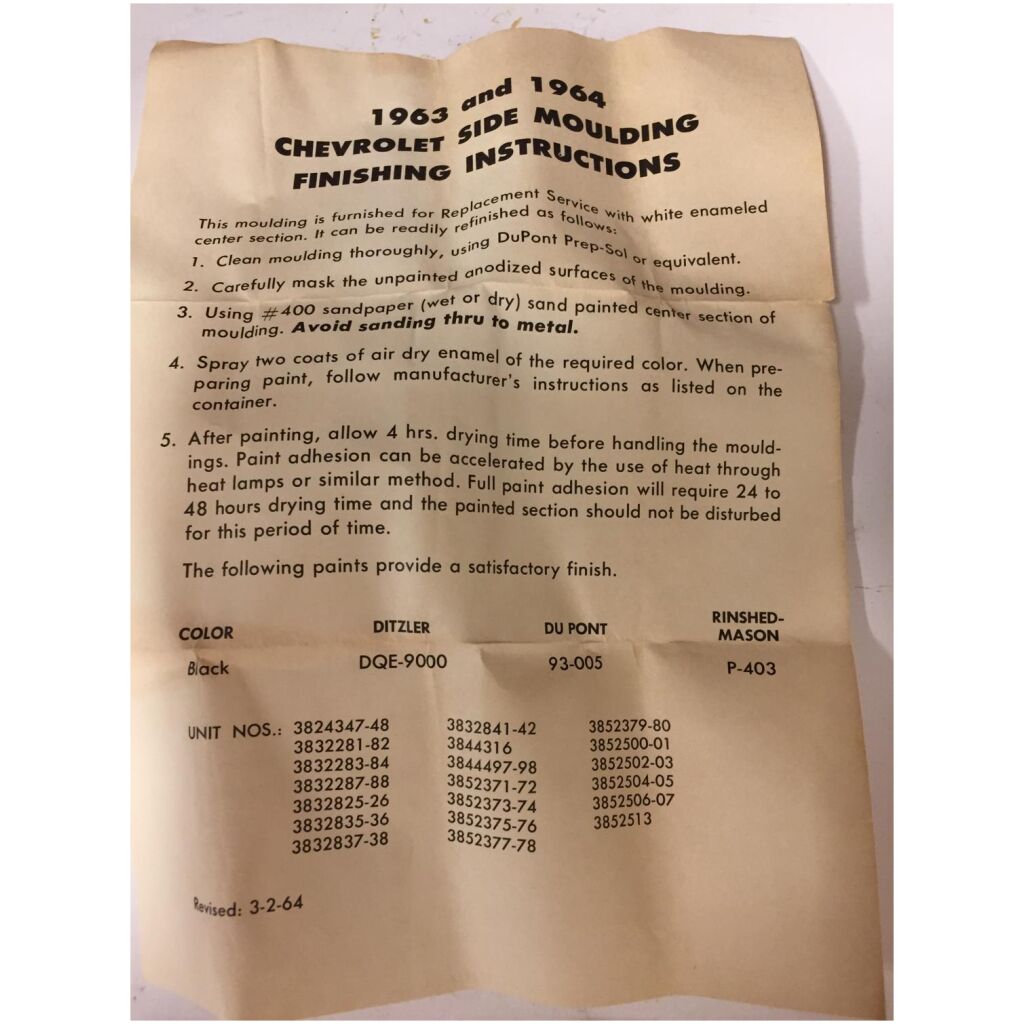 1963 and 1964
CHEVROLET SIDE MOULDING
FINISHING INSTRUCTIONS
This moulding is furnished for Replacement Service with white enameled
center section. It can be readily refinished as follows:
1. Clean moulding thoroughly, using DuPont Prep-Sol or equivalent.
2. Carefully mask the unpainted anodized surfaces of the moulding.
3. Using #400 sandpaper (wet or dry) sand painted center section of
moulding. Avoid sanding thru to metal.
4. Spray two coats of air dry enamel of the required color. When pre-
paring paint, follow manufacturer's instructions as listed on the
container.
5. After painting, allow 4 hrs. drying time before handling the mould-
ings. Paint adhesion can be accelerated by the use of heat through
heat lamps or similar method. Full paint adhesion will require 24 to
48 hours drying time and the painted section should not be disturbed
for this period of time.
The following paints provide a satisfactory finish.
COLOR DITZLER DU PONT RINSHED-
MASON
Black DQE-9000 93-005 P-403
UNIT NOS.: 3824347-48 3832841-42 3852379-80
3832281-82 3844316 3852500-01
3832283-84 3844497-98 3852502-03
3832287-88 3852371-72 3852504-05
3832825-26 3852373-74 3852506-07
3832835-36 3852375-76 3852513
3832837-38 3852377-78
Revised: 3-2-64